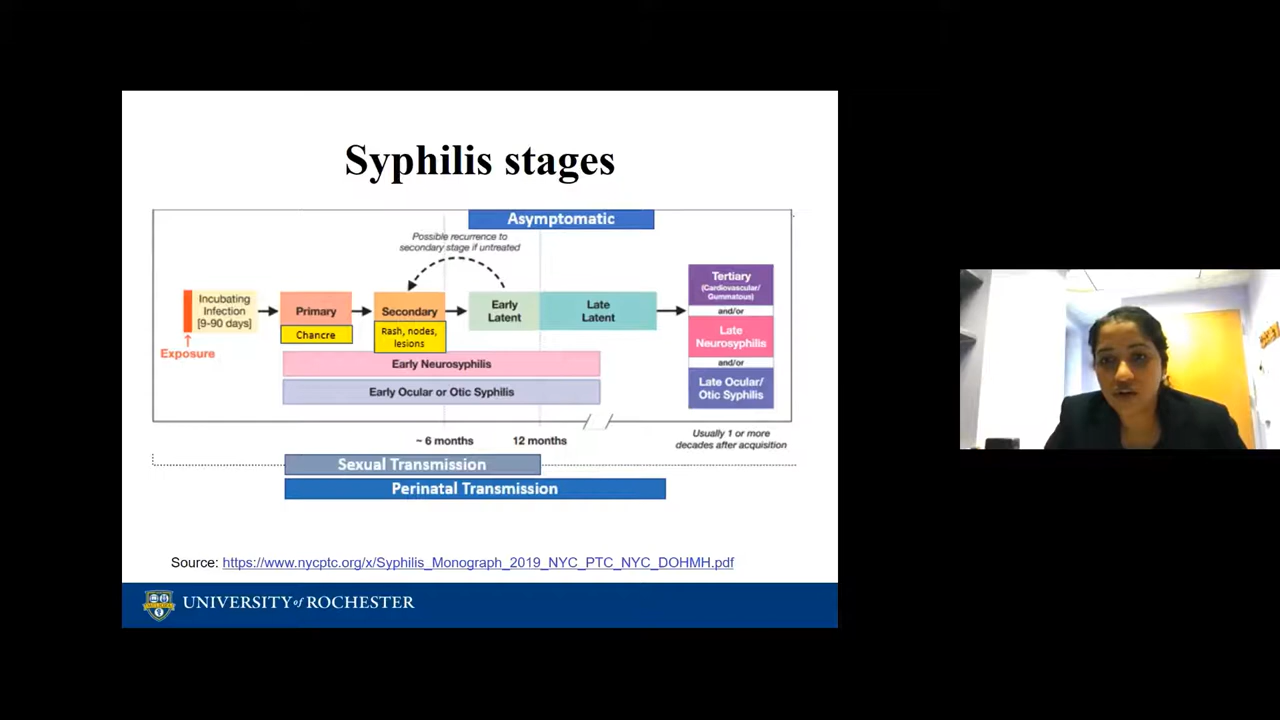 Syphilis stages
Asymptomatic
Possible recurrence to
secondary stage if untreated
Incubating
Infection
[9-90 days]
Exposure
Primary
Chancre
Secondary
Rash, nodes,
lesions
Early
Latent
Late
Latent
Tertiary
(Cardiovascular/
Gummatous)
and/or
Late
Neurosyphilis
and/or
Late Ocular/
Otic Syphilis
Early Neurosyphilis
Early Ocular or Otic Syphilis
~ 6 months
12 months
Usually 1 or more
decades after acquisition
Sexual Transmission
Perinatal Transmission
Source: https://www.nycptc.org/x/Syphilis_Monograph_2019_NYC_PTC_NYC_DOHMH.pdf
UNIVERSITY of ROCHESTER